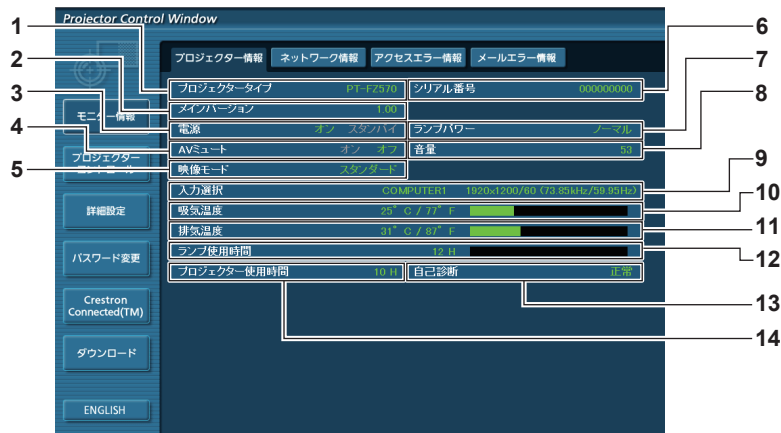 Projector Control Window
プロジェクター情報 ネットワーク情報 アクセスエラー情報 メールエラー情報
モニター情報
プロジェクター
コントロール
詳細設定
パスワード変更
Crestron
Connected(TM)
ダウンロード
ENGLISH
プロジェクタータイプ PT-FZ570 シリアル番号 000000000
メインバージョン 1.00
電源 オン スタンバイ ランプパワー ノーマル
AVミュート オン オフ 音量 53
映像モード スタンダード
入力選択 COMPUTER1 1920x1200/60 (73.85kHz/59.95Hz)
吸気温度 25° C / 77° F
排気温度 31° C / 87° F
ランプ使用時間 12 H
プロジェクター使用時間 10 H 自己診断 正常
1
2
3
4
5
6
7
8
9
10
11
12
13
14